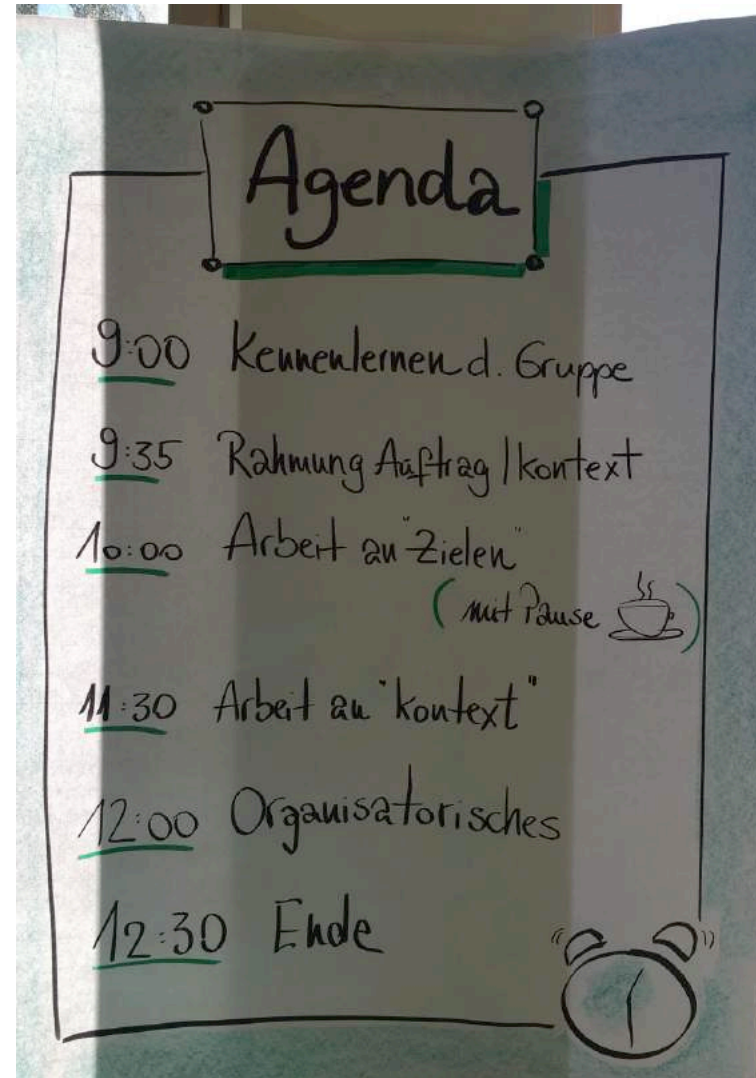 Agenda
9:00 Kennenlernen d. Gruppe
9:35 Rahmung Auftrag | Kontext
10:00 Arbeit an "Zielen"
(mit Pause )
11:30 Arbeit an "Kontext"
12:00 Organisatorisches
12:30 Ende